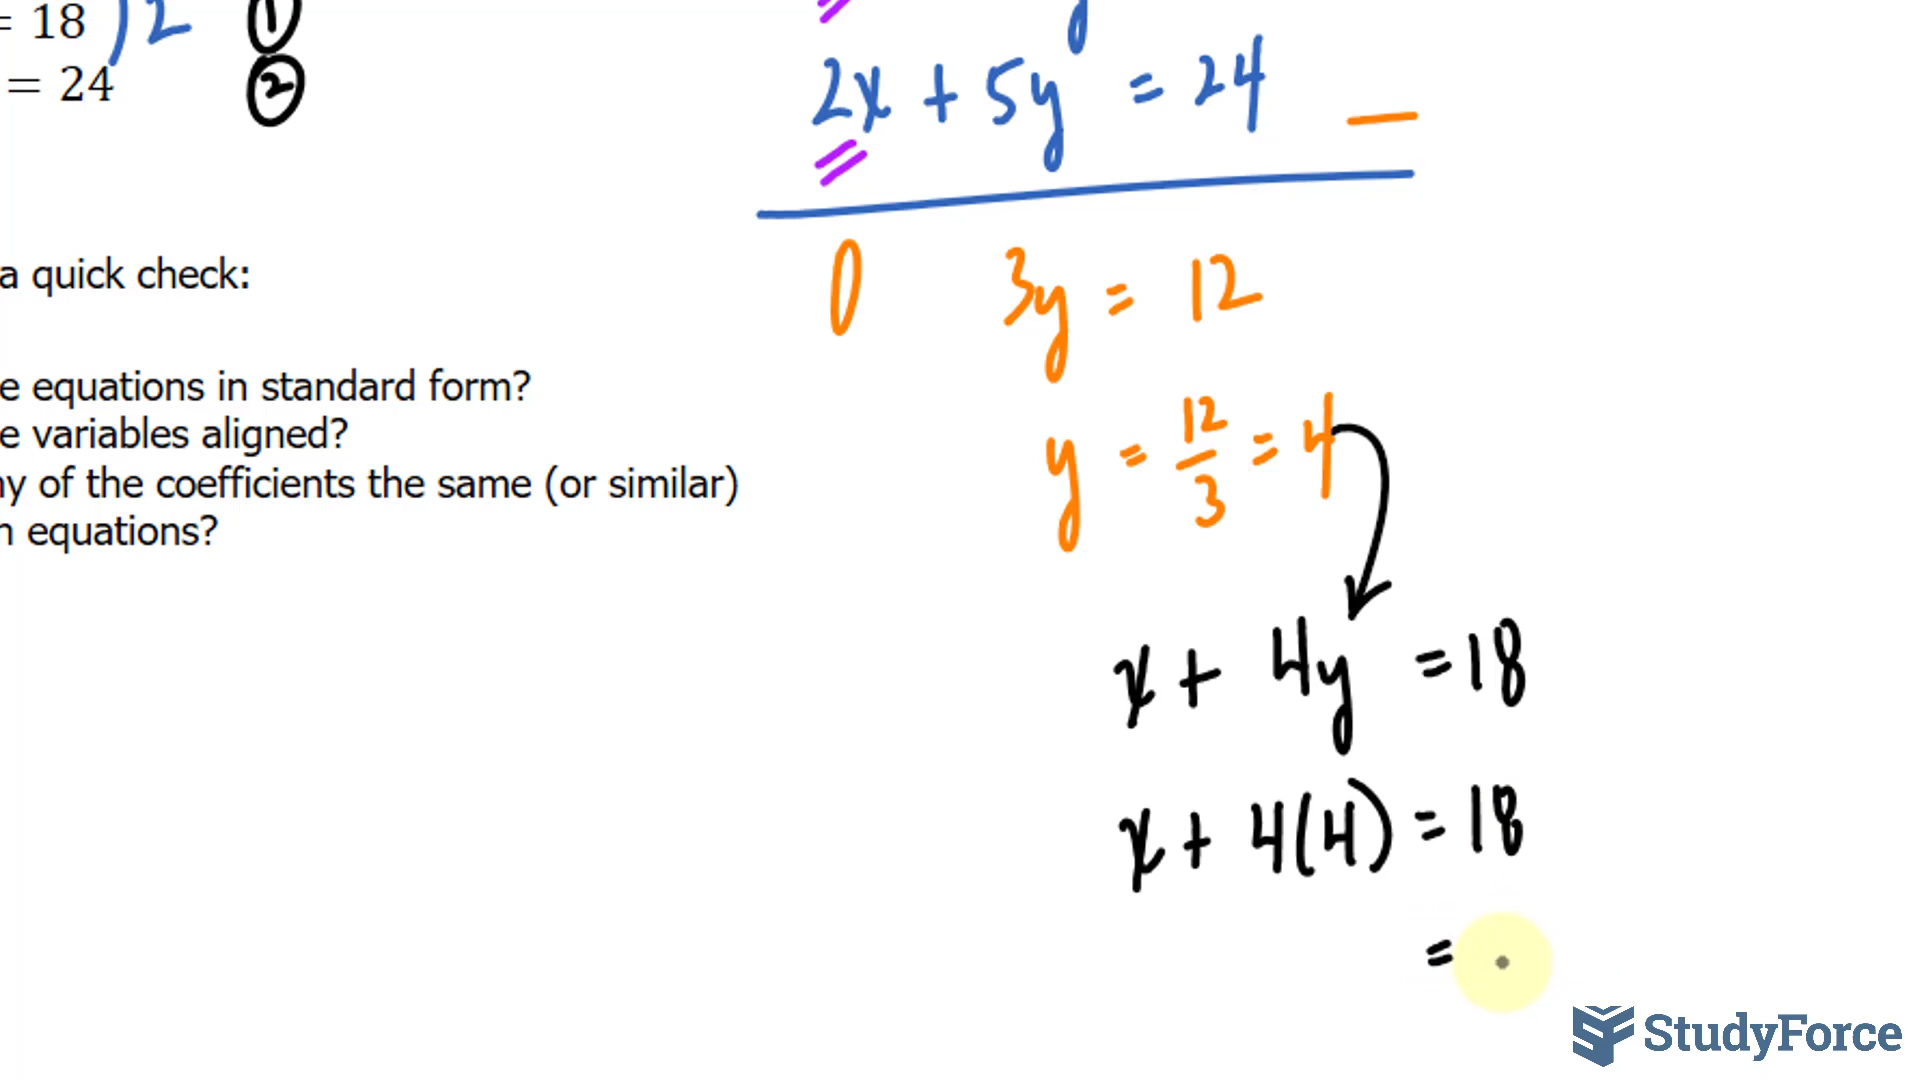 = 18 ) 2 ①
= 24 ②
2x + 5y = 24 —
0 3y = 12
a quick check:
e equations in standard form?
e variables aligned?
y of the coefficients the same (or similar)
n equations?
y = 12/3 = 4
x + 4y = 18
x + 4(4) = 18
=
StudyForce